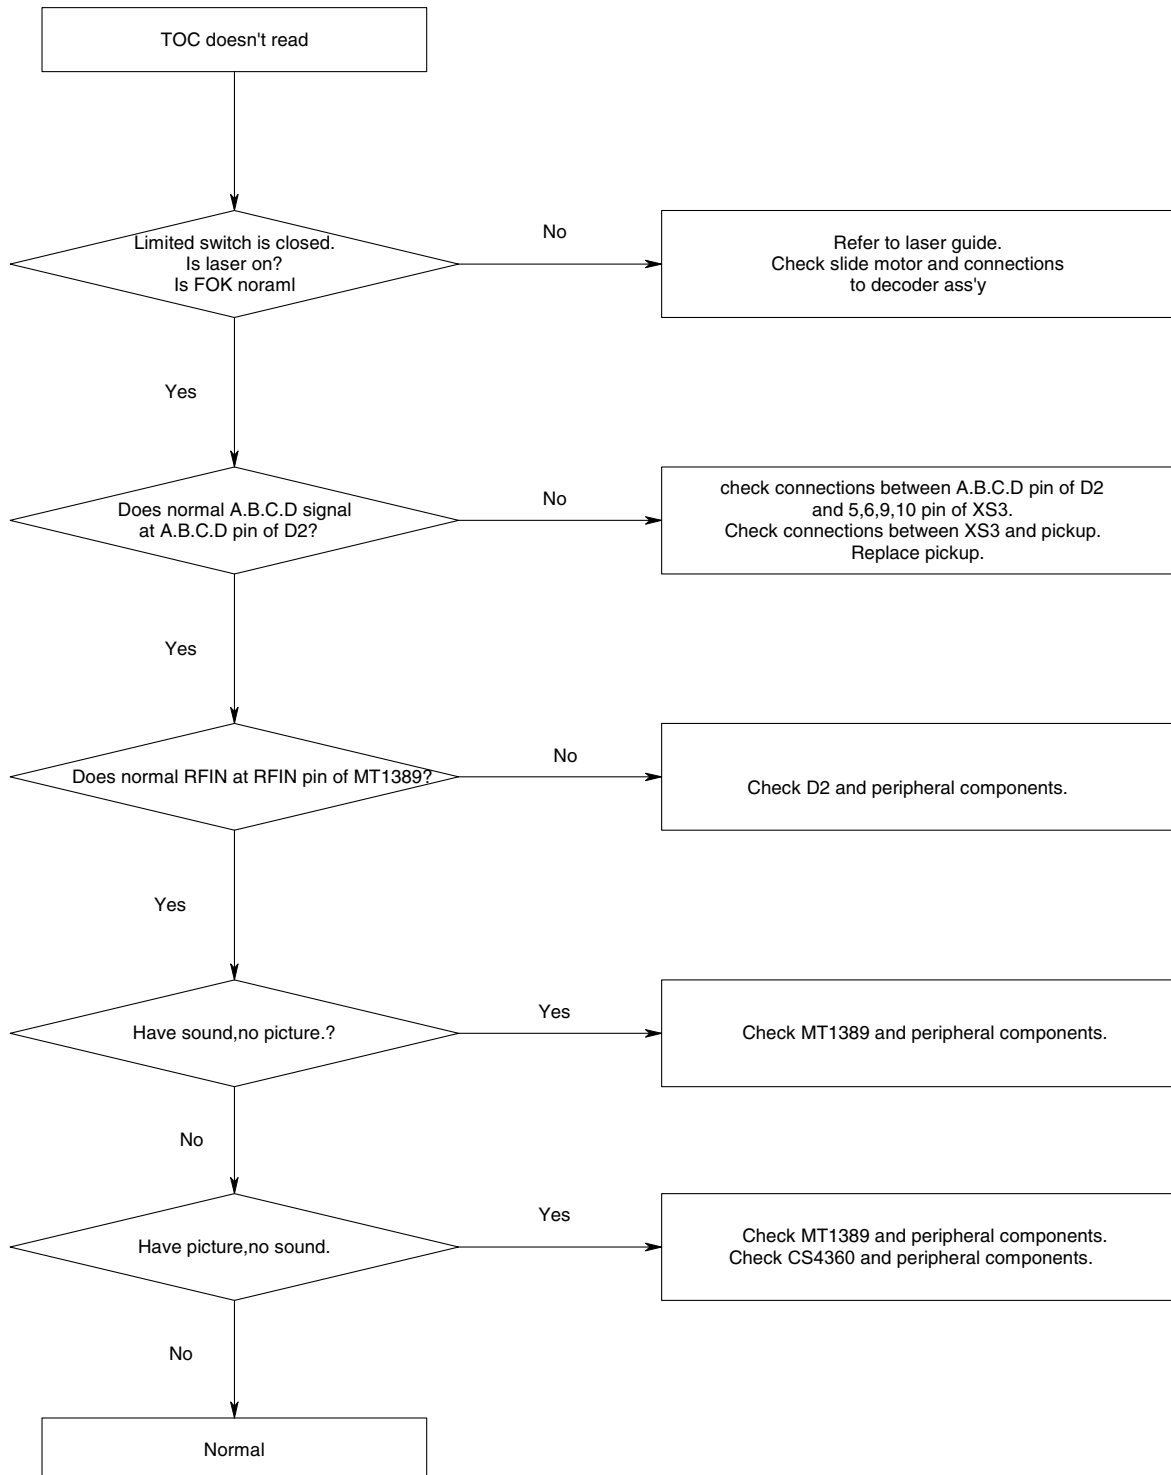 TOC doesn't read
Limited switch is closed.
Is laser on?
Is FOK noraml
No
Refer to laser guide.
Check slide motor and connections
to decoder ass'y
Yes
Does normal A.B.C.D signal
at A.B.C.D pin of D2?
No
check connections between A.B.C.D pin of D2
and 5,6,9,10 pin of XS3.
Check connections between XS3 and pickup.
Replace pickup.
Yes
Does normal RFIN at RFIN pin of MT1389?
No
Check D2 and peripheral components.
Yes
Have sound,no picture.?
Yes
Check MT1389 and peripheral components.
No
Have picture,no sound.
Yes
Check MT1389 and peripheral components.
Check CS4360 and peripheral components.
No
Normal